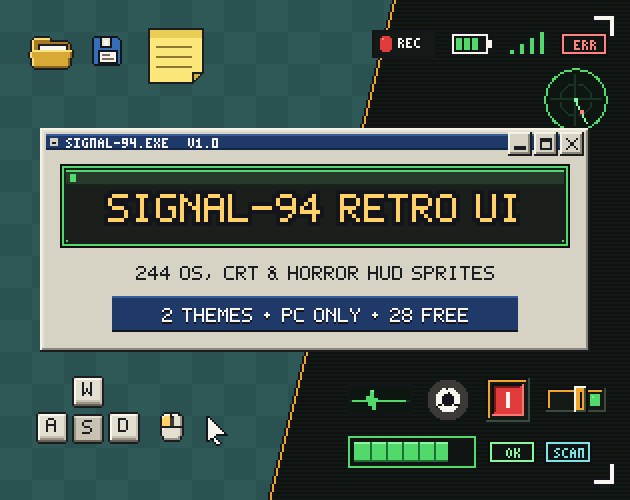 REC
ERR
SIGNAL-94.EXE V1.0
SIGNAL-94 RETRO UI
244 OS, CRT & HORROR HUD SPRITES
2 THEMES + PC ONLY + 28 FREE
W
A S D
OK SCAN